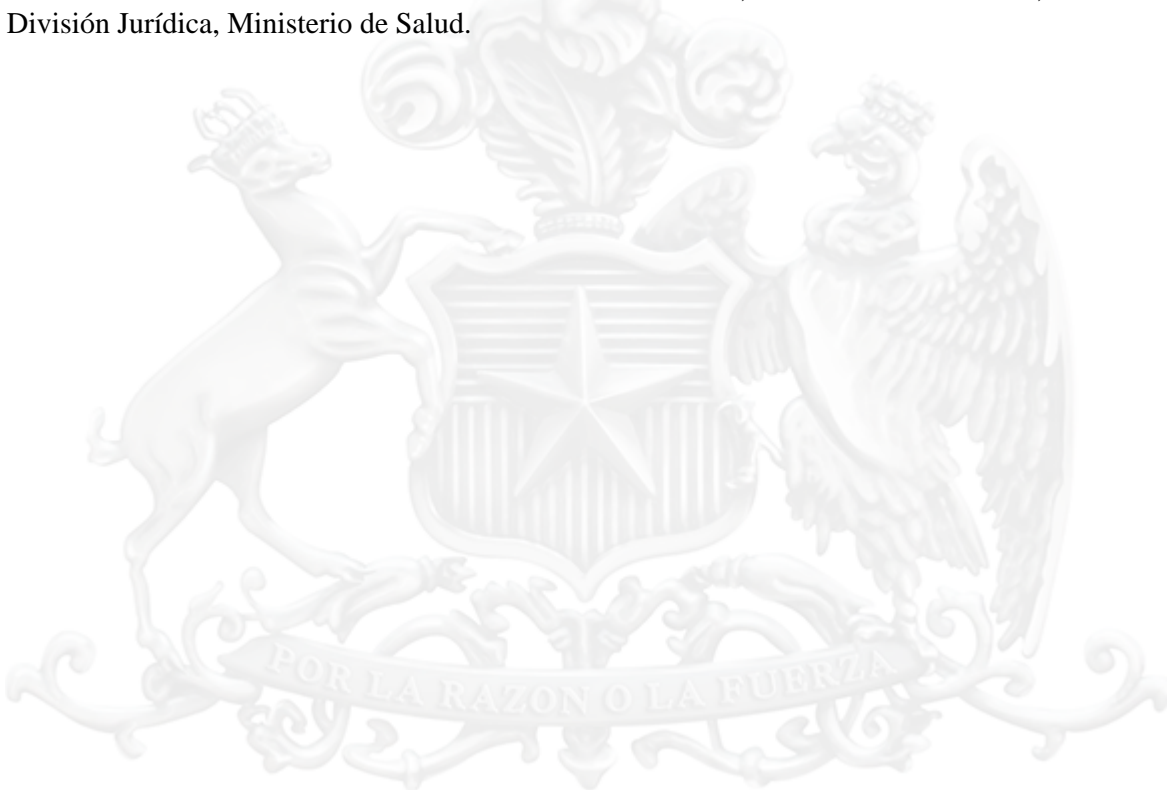 División Jurídica, Ministerio de Salud.
POR LA RAZON O LA FUERZA